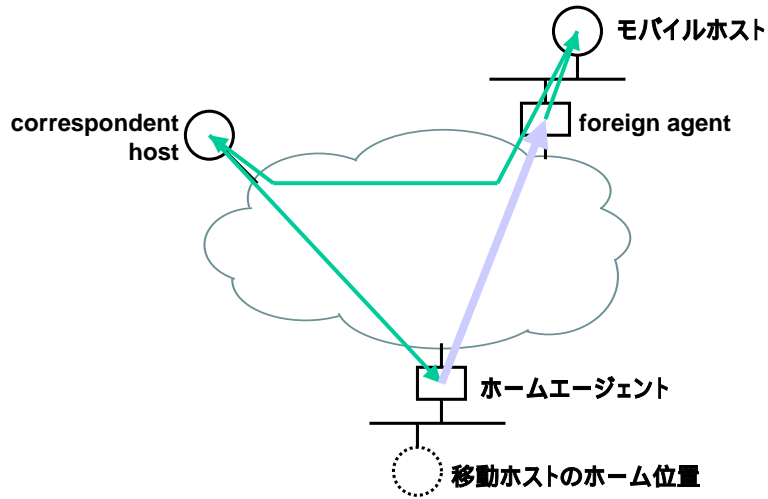 モバイルホスト
correspondent
host
foreign agent
ホームエージェント
移動ホストのホーム位置